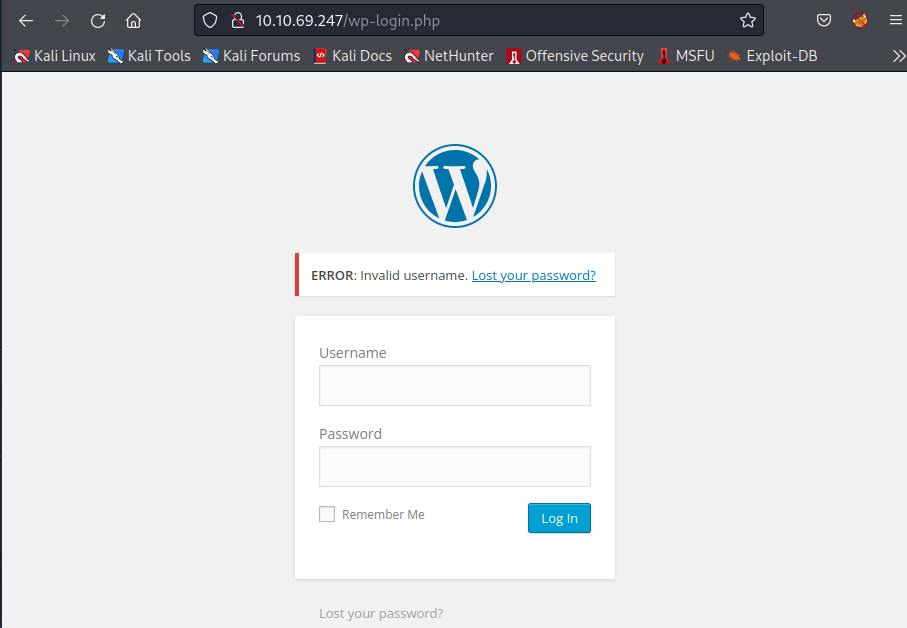 10.10.69.247/wp-login.php
Kali Linux Kali Tools Kali Forums Kali Docs NetHunter Offensive Security MSFU Exploit-DB
ERROR: Invalid username. Lost your password?
Username
Password
Remember Me Log In
Lost your password?